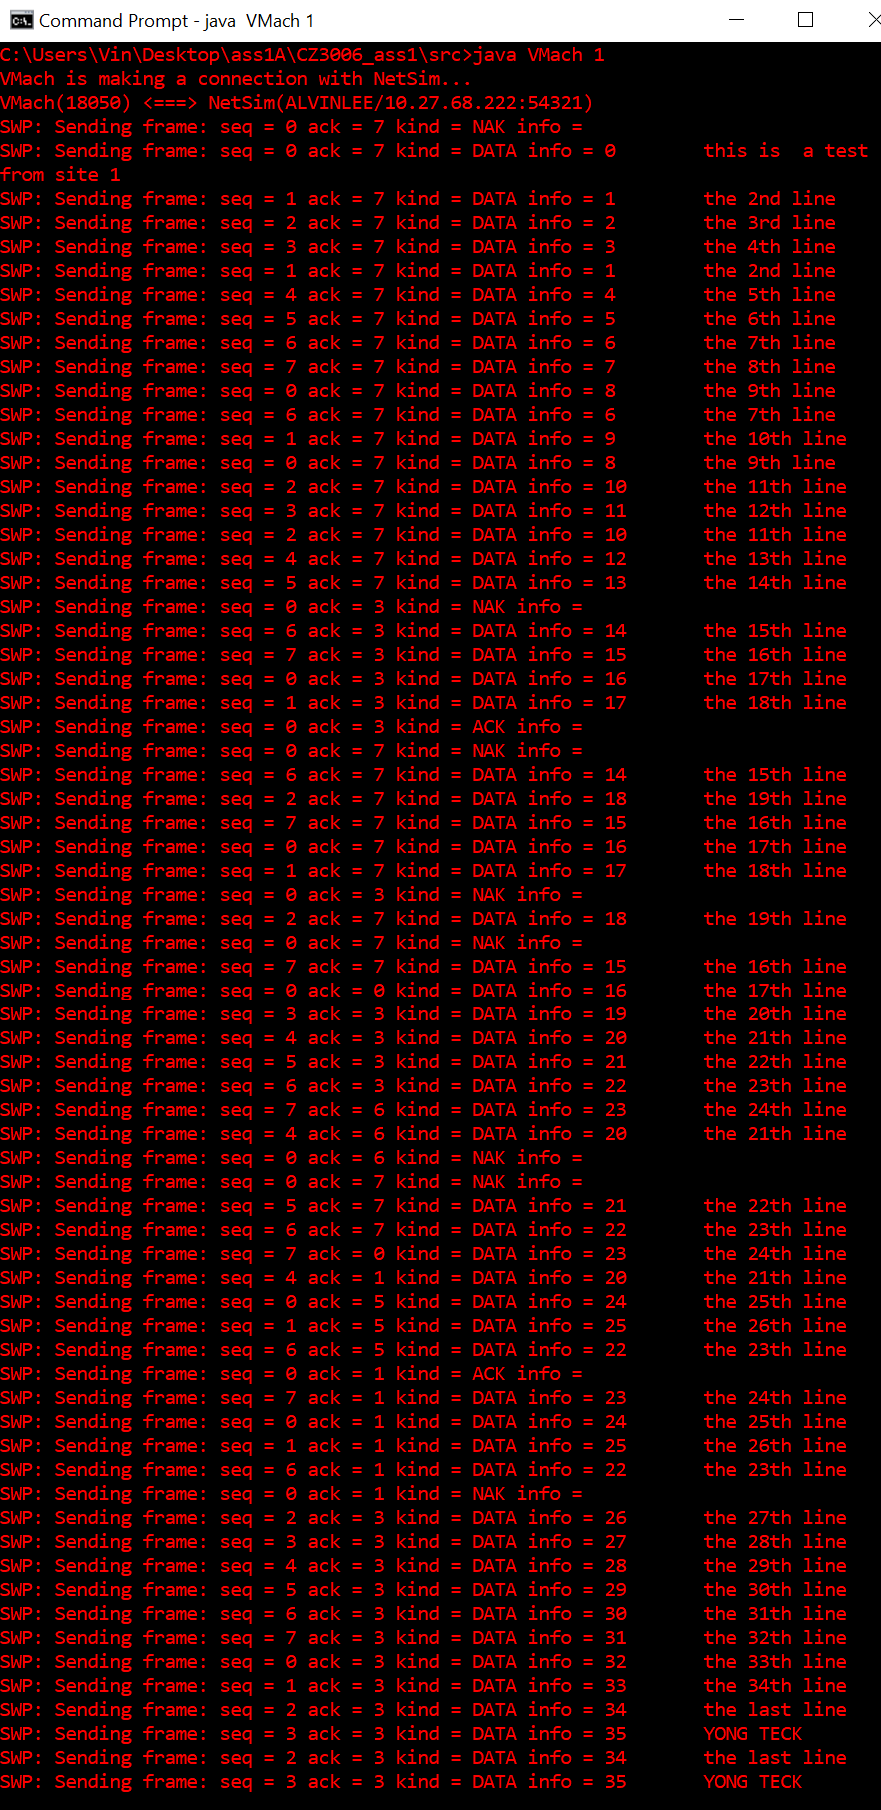 Command Prompt - java  VMach 1
C:\Users\Vin\Desktop\ass1A\CZ3006_ass1\src>java VMach 1
VMach is making a connection with NetSim...
VMach(18050) <===> NetSim(ALVINLEE/10.27.68.222:54321)
SWP: Sending frame: seq = 0 ack = 7 kind = NAK info =
SWP: Sending frame: seq = 0 ack = 7 kind = DATA info = 0        this is  a test
from site 1
SWP: Sending frame: seq = 1 ack = 7 kind = DATA info = 1        the 2nd line
SWP: Sending frame: seq = 2 ack = 7 kind = DATA info = 2        the 3rd line
SWP: Sending frame: seq = 3 ack = 7 kind = DATA info = 3        the 4th line
SWP: Sending frame: seq = 1 ack = 7 kind = DATA info = 1        the 2nd line
SWP: Sending frame: seq = 4 ack = 7 kind = DATA info = 4        the 5th line
SWP: Sending frame: seq = 5 ack = 7 kind = DATA info = 5        the 6th line
SWP: Sending frame: seq = 6 ack = 7 kind = DATA info = 6        the 7th line
SWP: Sending frame: seq = 7 ack = 7 kind = DATA info = 7        the 8th line
SWP: Sending frame: seq = 0 ack = 7 kind = DATA info = 8        the 9th line
SWP: Sending frame: seq = 6 ack = 7 kind = DATA info = 6        the 7th line
SWP: Sending frame: seq = 1 ack = 7 kind = DATA info = 9        the 10th line
SWP: Sending frame: seq = 0 ack = 7 kind = DATA info = 8        the 9th line
SWP: Sending frame: seq = 2 ack = 7 kind = DATA info = 10       the 11th line
SWP: Sending frame: seq = 3 ack = 7 kind = DATA info = 11       the 12th line
SWP: Sending frame: seq = 2 ack = 7 kind = DATA info = 10       the 11th line
SWP: Sending frame: seq = 4 ack = 7 kind = DATA info = 12       the 13th line
SWP: Sending frame: seq = 5 ack = 7 kind = DATA info = 13       the 14th line
SWP: Sending frame: seq = 0 ack = 3 kind = NAK info =
SWP: Sending frame: seq = 6 ack = 3 kind = DATA info = 14       the 15th line
SWP: Sending frame: seq = 7 ack = 3 kind = DATA info = 15       the 16th line
SWP: Sending frame: seq = 0 ack = 3 kind = DATA info = 16       the 17th line
SWP: Sending frame: seq = 1 ack = 3 kind = DATA info = 17       the 18th line
SWP: Sending frame: seq = 0 ack = 3 kind = ACK info =
SWP: Sending frame: seq = 0 ack = 7 kind = NAK info =
SWP: Sending frame: seq = 6 ack = 7 kind = DATA info = 14       the 15th line
SWP: Sending frame: seq = 2 ack = 7 kind = DATA info = 18       the 19th line
SWP: Sending frame: seq = 7 ack = 7 kind = DATA info = 15       the 16th line
SWP: Sending frame: seq = 0 ack = 7 kind = DATA info = 16       the 17th line
SWP: Sending frame: seq = 1 ack = 7 kind = DATA info = 17       the 18th line
SWP: Sending frame: seq = 0 ack = 3 kind = NAK info =
SWP: Sending frame: seq = 2 ack = 7 kind = DATA info = 18       the 19th line
SWP: Sending frame: seq = 0 ack = 7 kind = NAK info =
SWP: Sending frame: seq = 7 ack = 7 kind = DATA info = 15       the 16th line
SWP: Sending frame: seq = 0 ack = 0 kind = DATA info = 16       the 17th line
SWP: Sending frame: seq = 3 ack = 3 kind = DATA info = 19       the 20th line
SWP: Sending frame: seq = 4 ack = 3 kind = DATA info = 20       the 21th line
SWP: Sending frame: seq = 5 ack = 3 kind = DATA info = 21       the 22th line
SWP: Sending frame: seq = 6 ack = 3 kind = DATA info = 22       the 23th line
SWP: Sending frame: seq = 7 ack = 6 kind = DATA info = 23       the 24th line
SWP: Sending frame: seq = 4 ack = 6 kind = DATA info = 20       the 21th line
SWP: Sending frame: seq = 0 ack = 6 kind = NAK info =
SWP: Sending frame: seq = 0 ack = 7 kind = NAK info =
SWP: Sending frame: seq = 5 ack = 7 kind = DATA info = 21       the 22th line
SWP: Sending frame: seq = 6 ack = 7 kind = DATA info = 22       the 23th line
SWP: Sending frame: seq = 7 ack = 0 kind = DATA info = 23       the 24th line
SWP: Sending frame: seq = 4 ack = 1 kind = DATA info = 20       the 21th line
SWP: Sending frame: seq = 0 ack = 5 kind = DATA info = 24       the 25th line
SWP: Sending frame: seq = 1 ack = 5 kind = DATA info = 25       the 26th line
SWP: Sending frame: seq = 6 ack = 5 kind = DATA info = 22       the 23th line
SWP: Sending frame: seq = 0 ack = 1 kind = ACK info =
SWP: Sending frame: seq = 7 ack = 1 kind = DATA info = 23       the 24th line
SWP: Sending frame: seq = 0 ack = 1 kind = DATA info = 24       the 25th line
SWP: Sending frame: seq = 1 ack = 1 kind = DATA info = 25       the 26th line
SWP: Sending frame: seq = 6 ack = 1 kind = DATA info = 22       the 23th line
SWP: Sending frame: seq = 0 ack = 1 kind = NAK info =
SWP: Sending frame: seq = 2 ack = 3 kind = DATA info = 26       the 27th line
SWP: Sending frame: seq = 3 ack = 3 kind = DATA info = 27       the 28th line
SWP: Sending frame: seq = 4 ack = 3 kind = DATA info = 28       the 29th line
SWP: Sending frame: seq = 5 ack = 3 kind = DATA info = 29       the 30th line
SWP: Sending frame: seq = 6 ack = 3 kind = DATA info = 30       the 31th line
SWP: Sending frame: seq = 7 ack = 3 kind = DATA info = 31       the 32th line
SWP: Sending frame: seq = 0 ack = 3 kind = DATA info = 32       the 33th line
SWP: Sending frame: seq = 1 ack = 3 kind = DATA info = 33       the 34th line
SWP: Sending frame: seq = 2 ack = 3 kind = DATA info = 34       the last line
SWP: Sending frame: seq = 3 ack = 3 kind = DATA info = 35       YONG TECK
SWP: Sending frame: seq = 2 ack = 3 kind = DATA info = 34       the last line
SWP: Sending frame: seq = 3 ack = 3 kind = DATA info = 35       YONG TECK